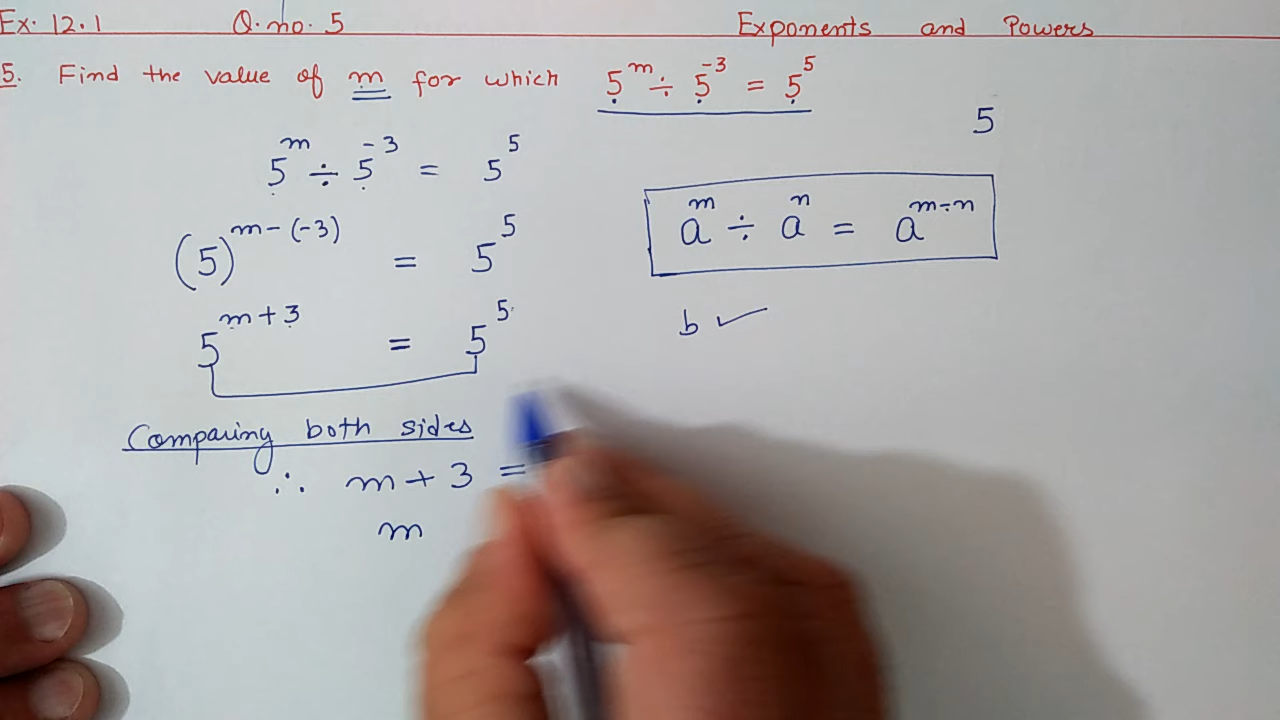 Ex. 12.1 Q. no. 5 Exponents and Powers
5. Find the value of m for which 5^m ÷ 5^-3 = 5^5
5
5^m ÷ 5^-3 = 5^5
a^m ÷ a^n = a^m-n
(5)^m-(-3) = 5^5
b ✓
5^m+3 = 5^5
Comparing both sides
∴ m + 3 =
m